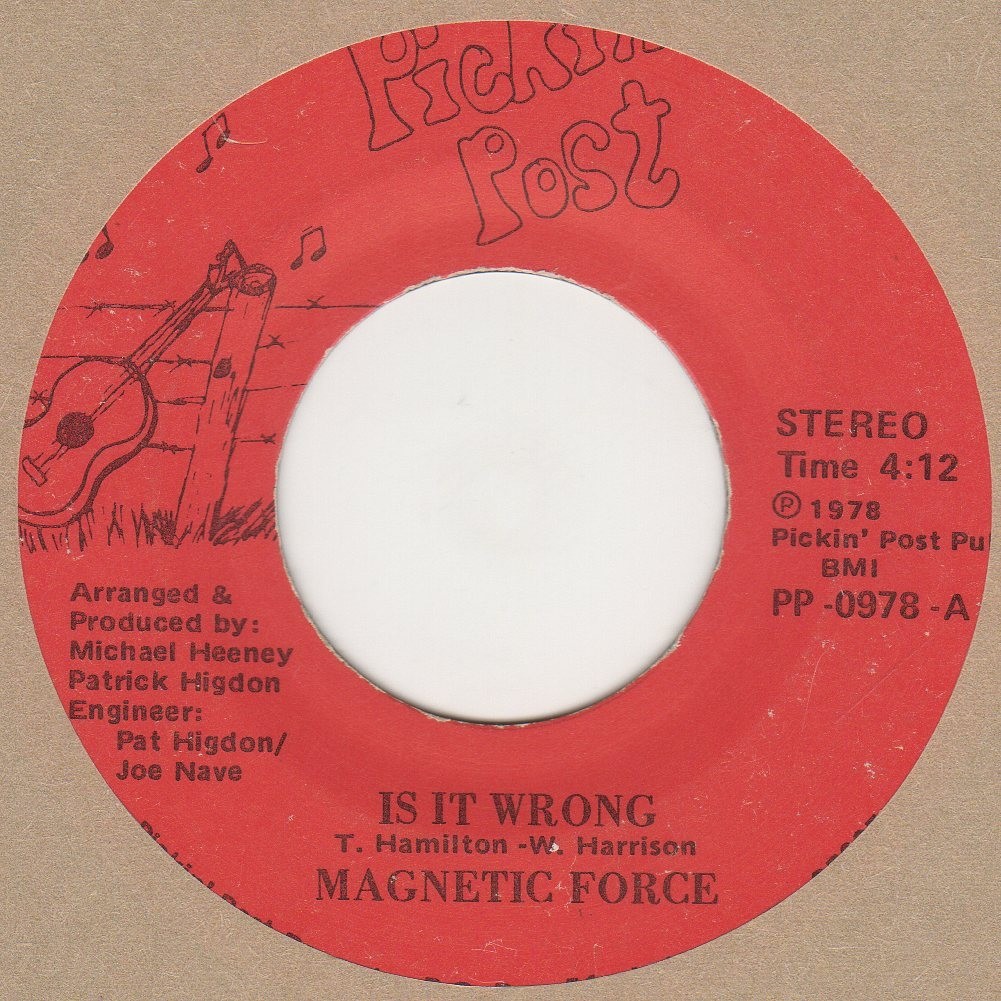 Pickin'
Post
STEREO
Time 4:12
Ⓟ 1978
Pickin' Post Pu
BMI
PP-0978-A
Arranged &
Produced by:
Michael Heeney
Patrick Higdon
Engineer:
Pat Higdon/
Joe Nave
IS IT WRONG
T. Hamilton -W. Harrison
MAGNETIC FORCE